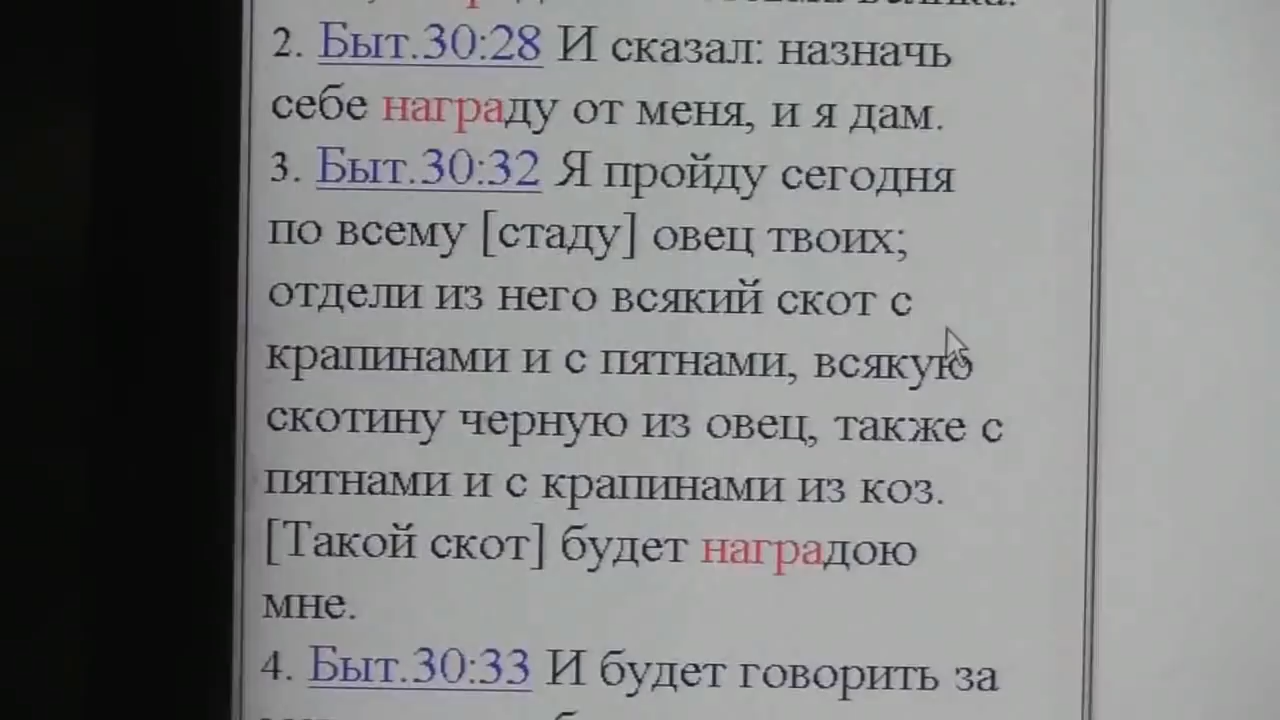 2. Быт.30:28 И сказал: назначь
себе награду от меня, и я дам.
3. Быт.30:32 Я пройду сегодня
по всему [стаду] овец твоих;
отдели из него всякий скот с
крапинами и с пятнами, всякую
скотину черную из овец, также с
пятнами и с крапинами из коз.
[Такой скот] будет наградою
мне.
4. Быт.30:33 И будет говорить за